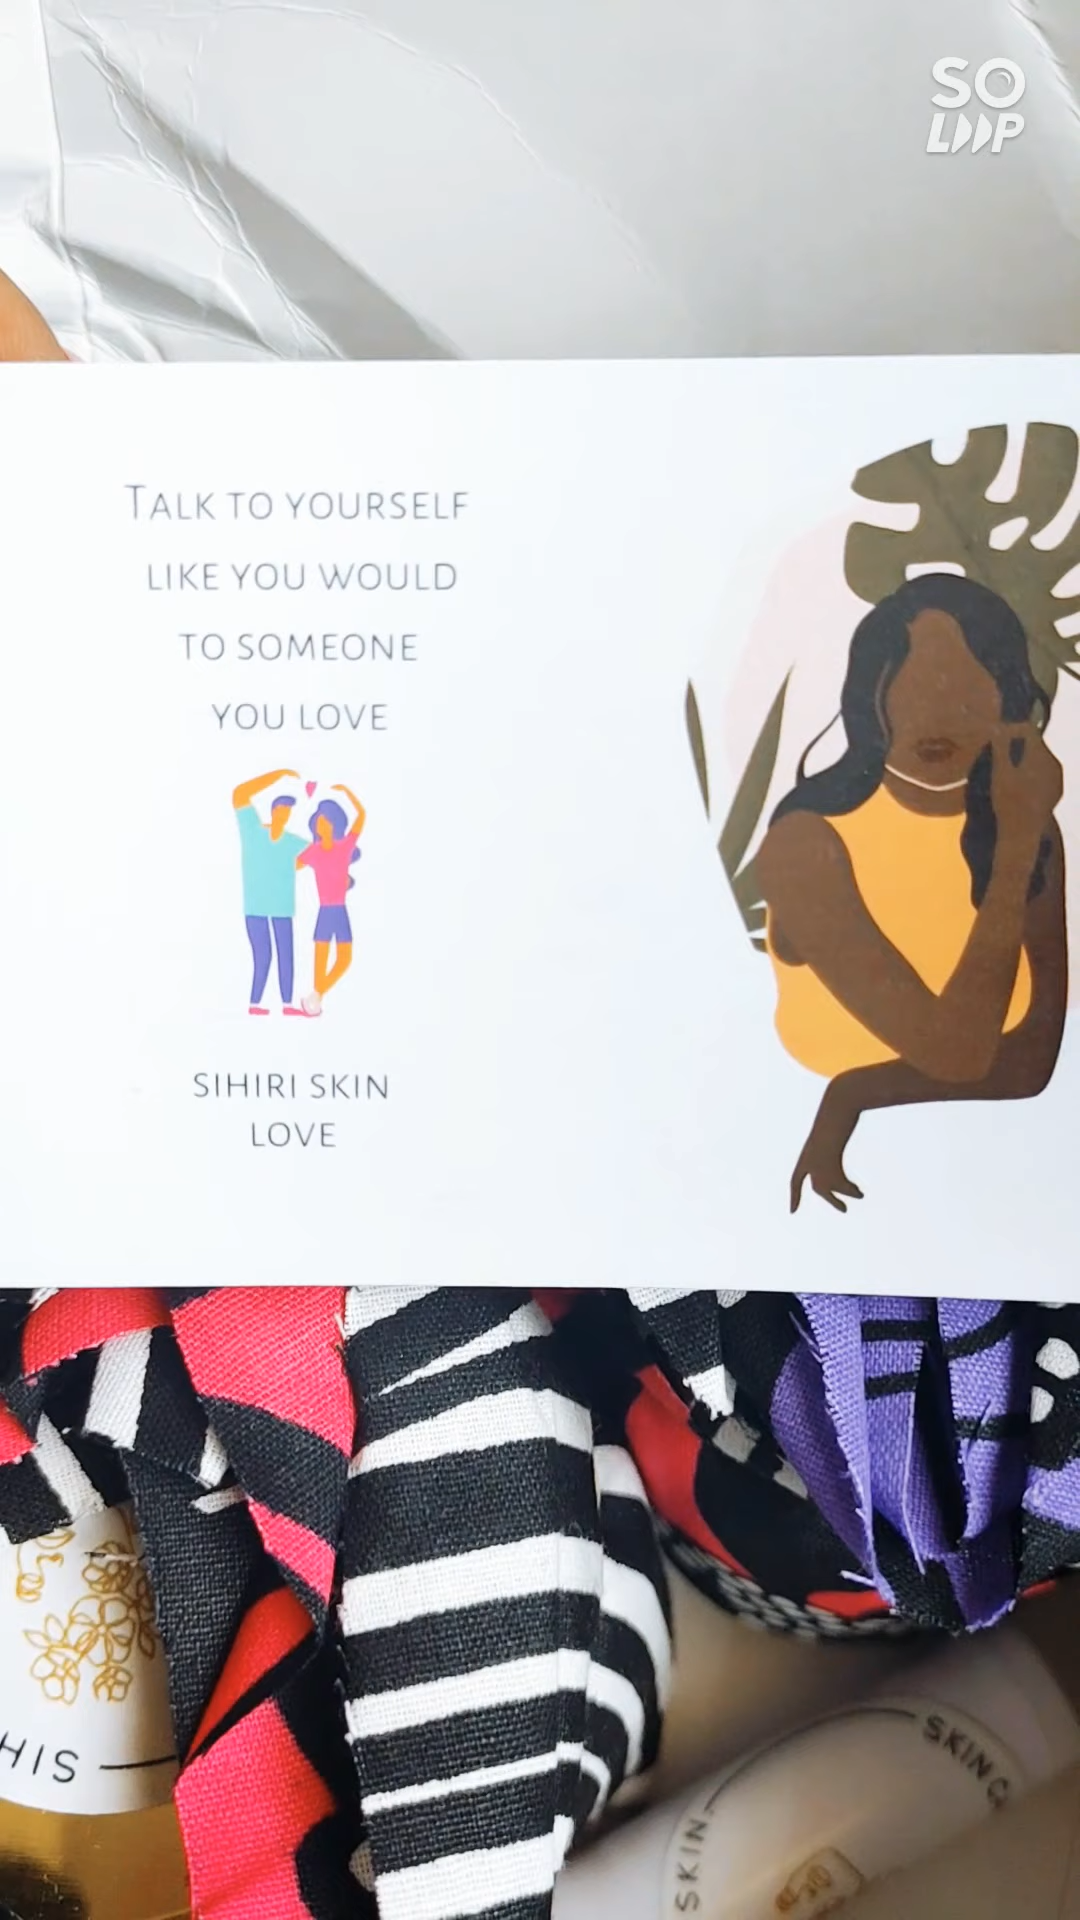 SO
LOOP
TALK TO YOURSELF
LIKE YOU WOULD
TO SOMEONE
YOU LOVE
SIHIRI SKIN
LOVE
HIS
SKIN
SKIN